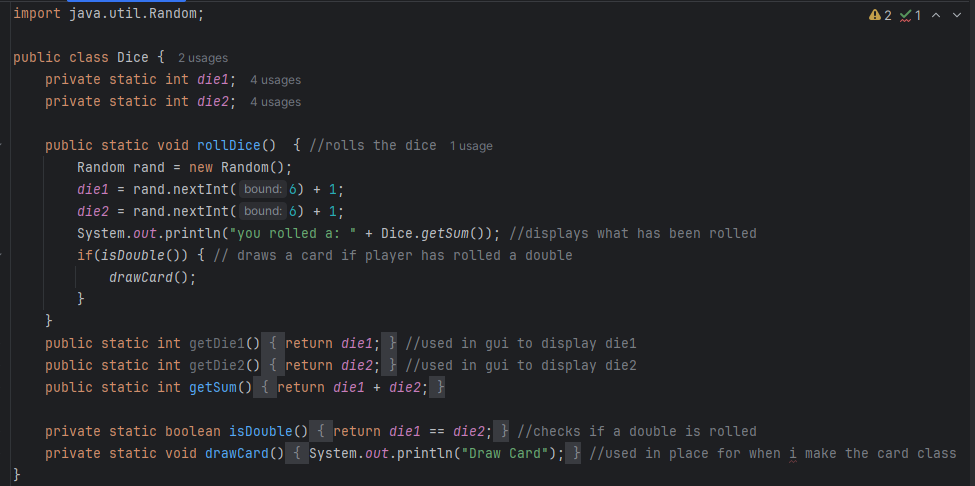 import java.util.Random;
2 1
public class Dice { 2 usages
private static int die1; 4 usages
private static int die2; 4 usages
public static void rollDice() { //rolls the dice 1 usage
Random rand = new Random();
die1 = rand.nextInt( bound: 6) + 1;
die2 = rand.nextInt( bound: 6) + 1;
System.out.println("you rolled a: " + Dice.getSum()); //displays what has been rolled
if(isDouble()) { // draws a card if player has rolled a double
drawCard();
}
}
public static int getDie1() { return die1; } //used in gui to display die1
public static int getDie2() { return die2; } //used in gui to display die2
public static int getSum() { return die1 + die2; }
private static boolean isDouble() { return die1 == die2; } //checks if a double is rolled
private static void drawCard() { System.out.println("Draw Card"); } //used in place for when i make the card class
}